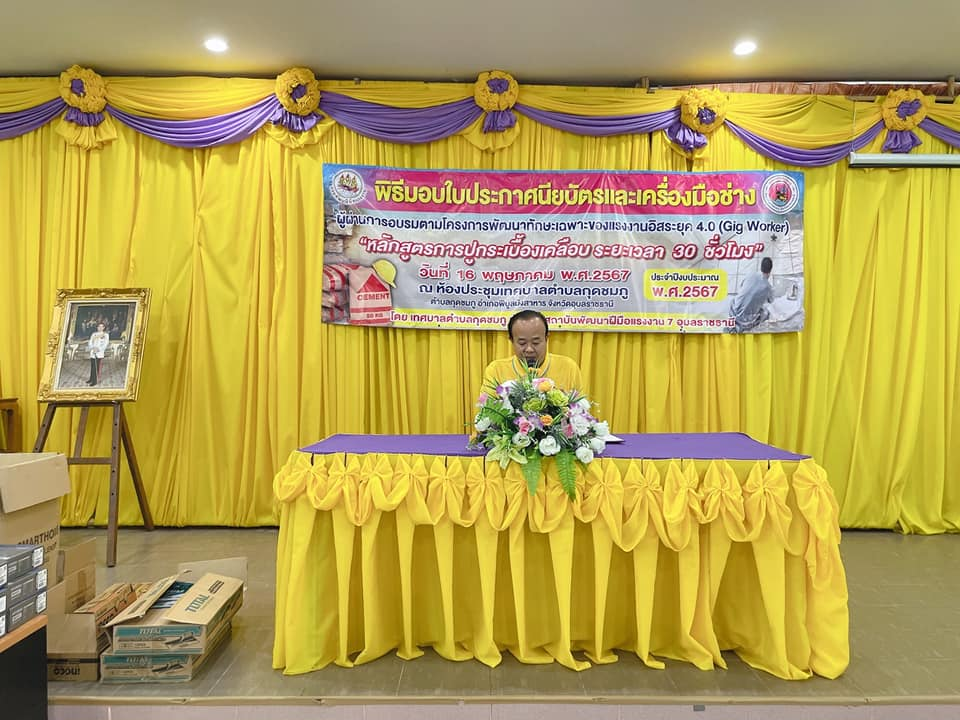 พิธีมอบใบประกาศนียบัตรและเครื่องมือช่าง
ผู้ผ่านการอบรมตามโครงการพัฒนาทักษะเฉพาะของแรงงานอิสระยุค 4.0 (Gig Worker)
"หลักสูตรการปูกระเบื้องเคลือบ ระยะเวลา 30 ชั่วโมง"
วันที่ 16 พฤษภาคม พ.ศ.2567
ณ ห้องประชุมเทศบาลตำบลกุดชมภู
ตำบลกุดชมภู อำเภอพิบูลมังสาหาร จังหวัดอุบลราชธานี
ประจำปีงบประมาณ
พ.ศ.2567
โดย เทศบาลตำบลกุดชมภู
สถาบันพัฒนาฝีมือแรงงาน 7 อุบลราชธานี
CEMENT
50 KG
TOTAL
TOTAL
INGCO